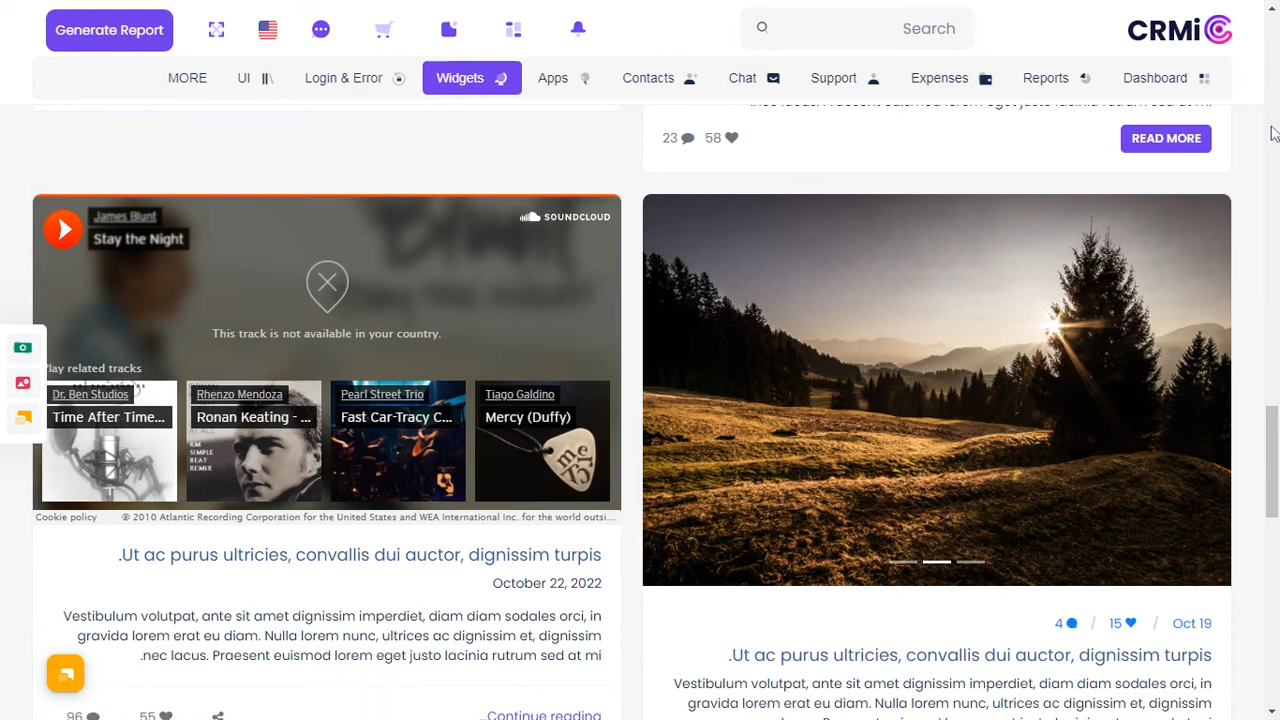 Generate Report
Search
CRMi
MORE
UI
Login & Error
Widgets
Apps
Contacts
Chat
Support
Expenses
Reports
Dashboard
23
58
READ MORE
James Blunt
Stay the Night
SOUNDCLOUD
This track is not available in your country.
Play related tracks
Dr. Ben Studios
Time After Time...
Rhenzo Mendoza
Ronan Keating - ...
RM
SIMPLE
BEAT
REMIX
Pearl Street Trio
Fast Car-Tracy C...
Tiago Galdino
Mercy (Duffy)
Cookie policy
℗ 2010 Atlantic Recording Corporation for the United States and WEA International Inc. for the world outsi...
.Ut ac purus ultricies, convallis dui auctor, dignissim turpis
October 22, 2022
Vestibulum volutpat, ante sit amet dignissim imperdiet, diam diam sodales orci, in
gravida lorem erat eu diam. Nulla lorem nunc, ultrices ac dignissim et, dignissim
.nec lacus. Praesent euismod lorem eget justo lacinia rutrum sed at mi
96
55
...Continue reading
4 / 15 / Oct 19
.Ut ac purus ultricies, convallis dui auctor, dignissim turpis
Vestibulum volutpat, ante sit amet dignissim imperdiet, diam diam sodales orci, in
gravida lorem erat eu diam. Nulla lorem nunc, ultrices ac dignissim et, dignissim